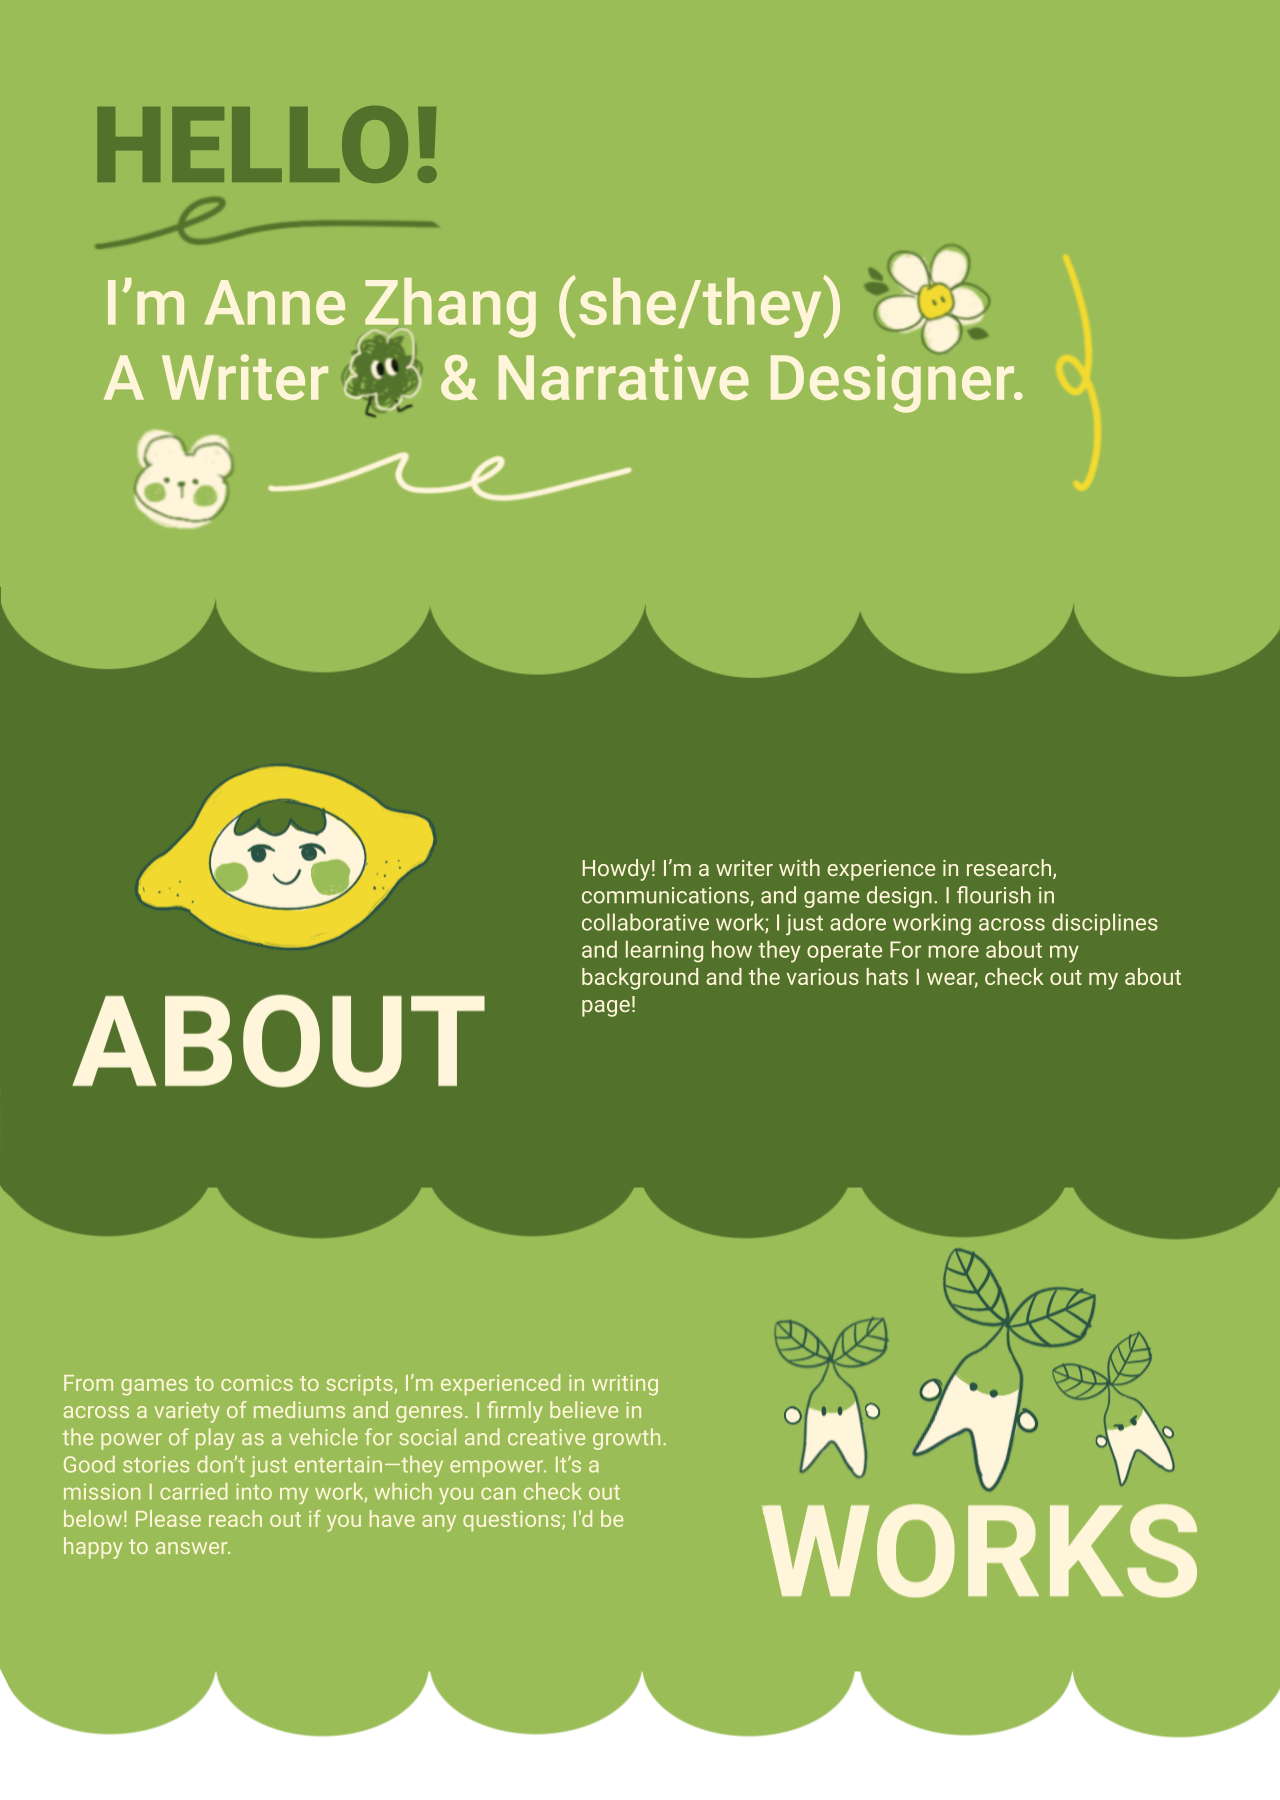 HELLO!
I’m Anne Zhang (she/they)
A Writer & Narrative Designer.
Howdy! I’m a writer with experience in research,
communications, and game design. I flourish in
collaborative work; I just adore working across disciplines
and learning how they operate For more about my
background and the various hats I wear, check out my about
page!
ABOUT
From games to comics to scripts, I’m experienced in writing
across a variety of mediums and genres. I firmly believe in
the power of play as a vehicle for social and creative growth.
Good stories don’t just entertain—they empower. It’s a
mission I carried into my work, which you can check out
below! Please reach out if you have any questions; I'd be
happy to answer.
WORKS